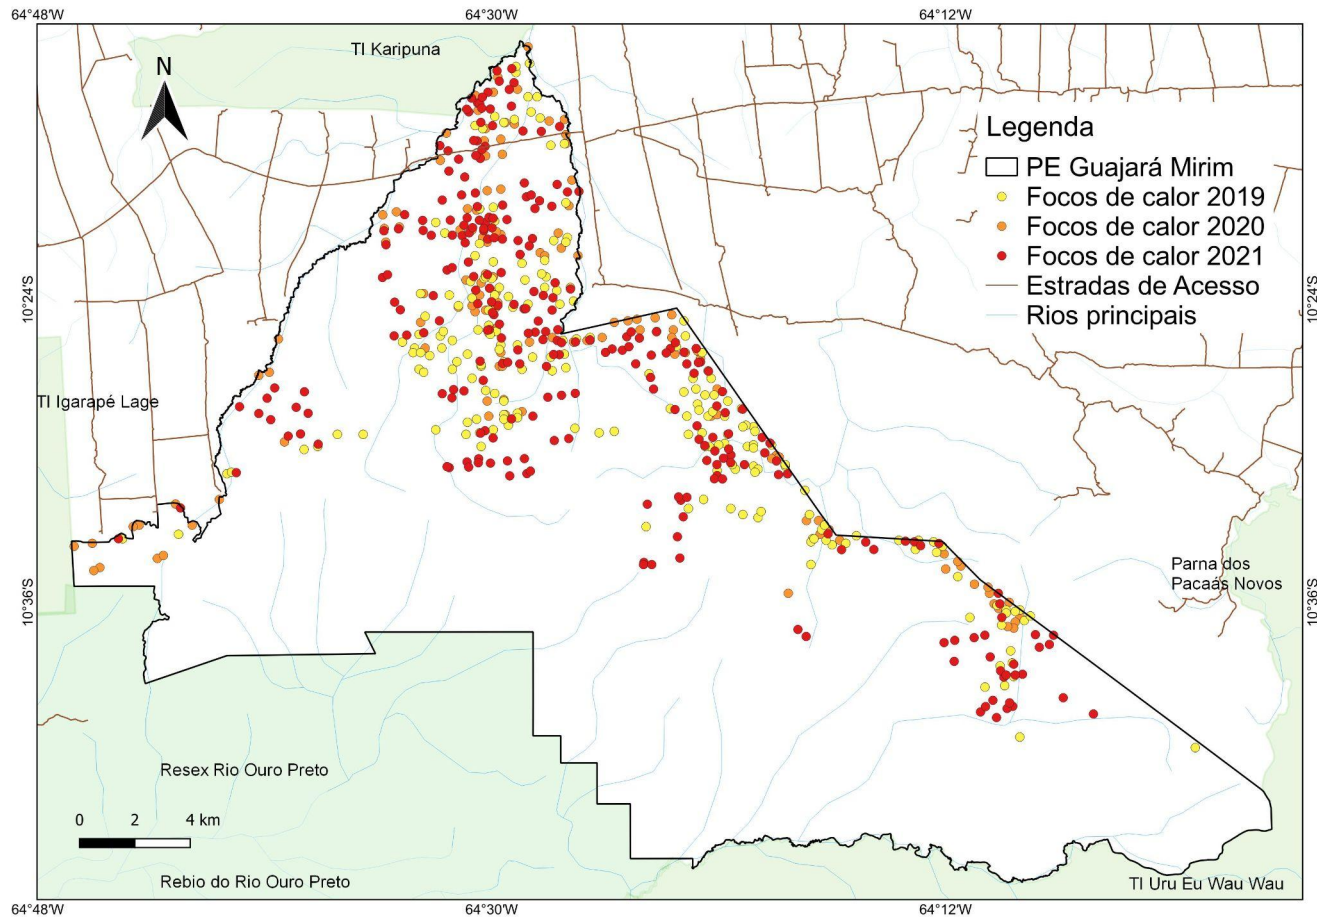 64°48'W
64°30'W
64°12'W
TI Karipuna
N
Legenda
PE Guajará Mirim
Focos de calor 2019
Focos de calor 2020
Focos de calor 2021
Estradas de Acesso
Rios principais
10°24'S
10°24'S
TI Igarapé Lage
Parna dos
Pacaás Novos
10°36'S
10°36'S
Resex Rio Ouro Preto
0 2 4 km
Rebio do Rio Ouro Preto
TI Uru Eu Wau Wau
64°48'W
64°30'W
64°12'W